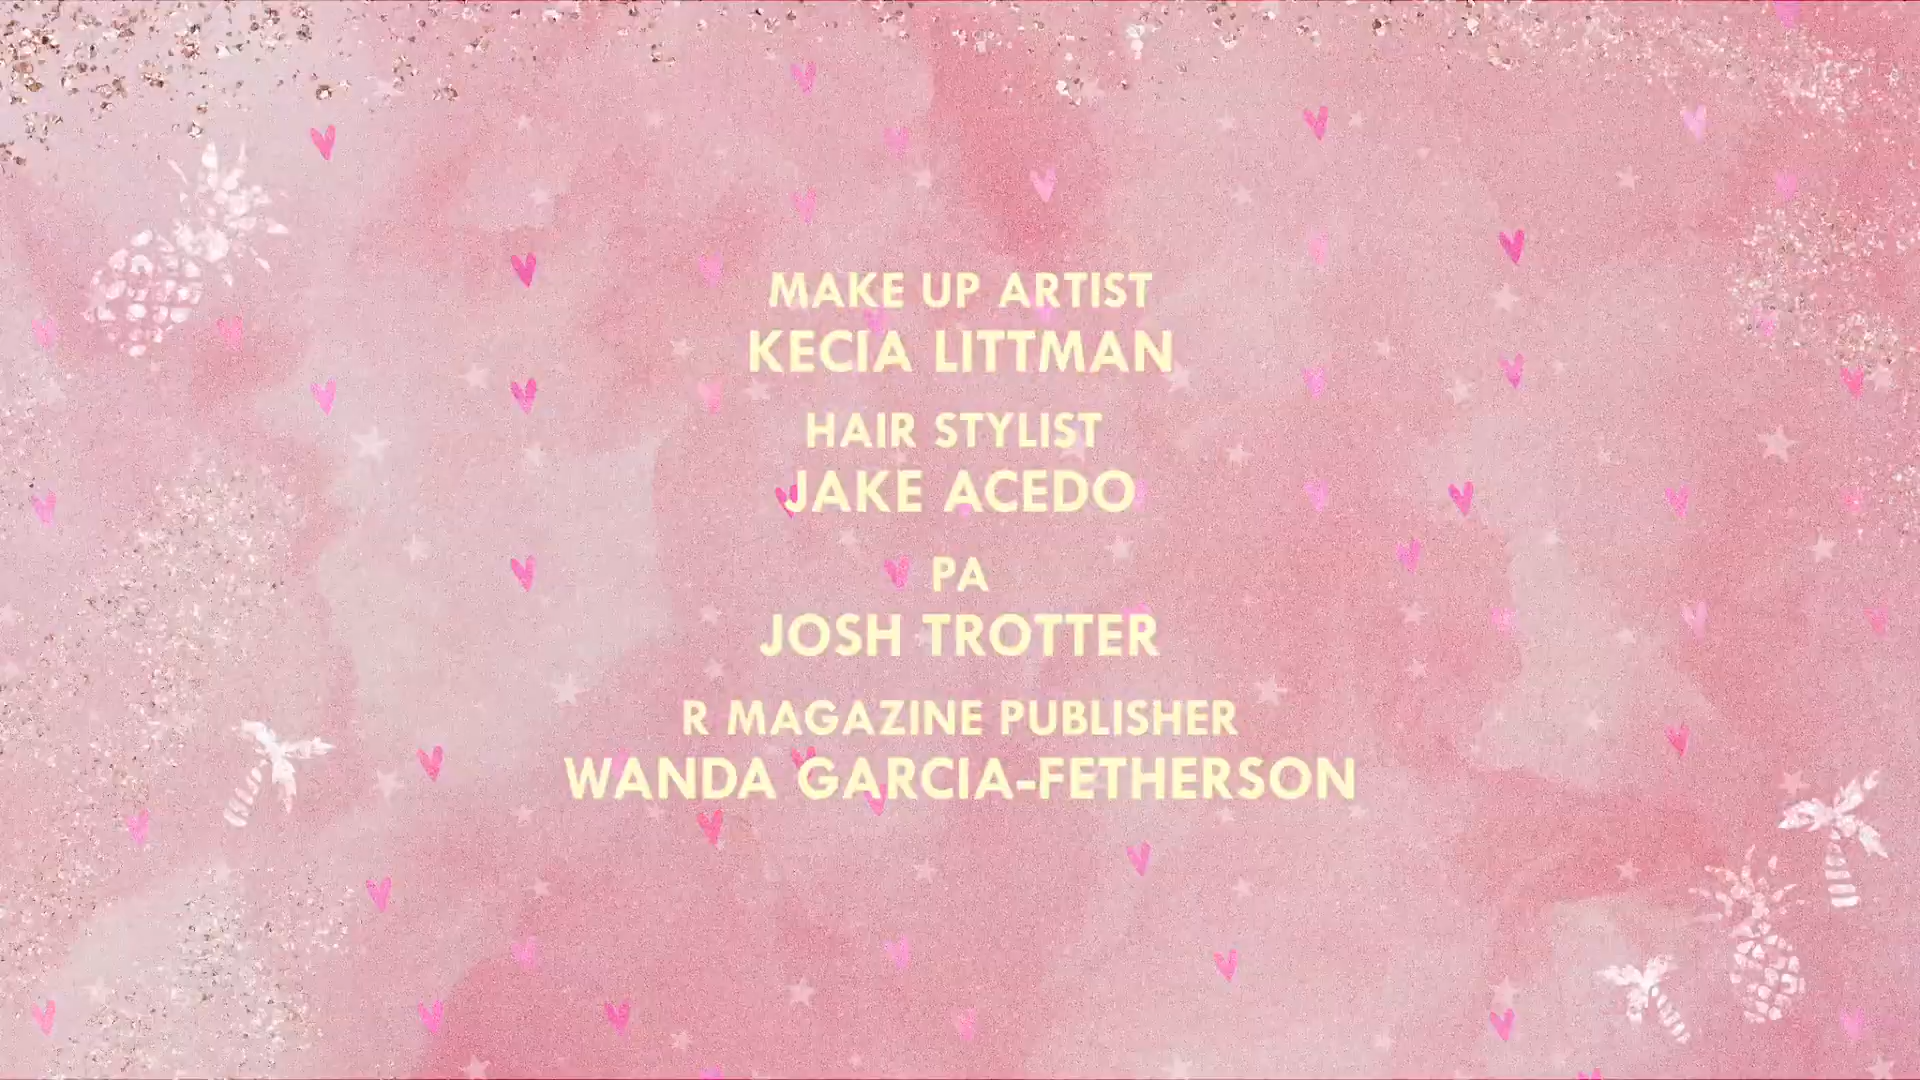 MAKE UP ARTIST
KECIA LITTMAN
HAIR STYLIST
JAKE ACEDO
PA
JOSH TROTTER
R MAGAZINE PUBLISHER
WANDA GARCIA-FETHERSON